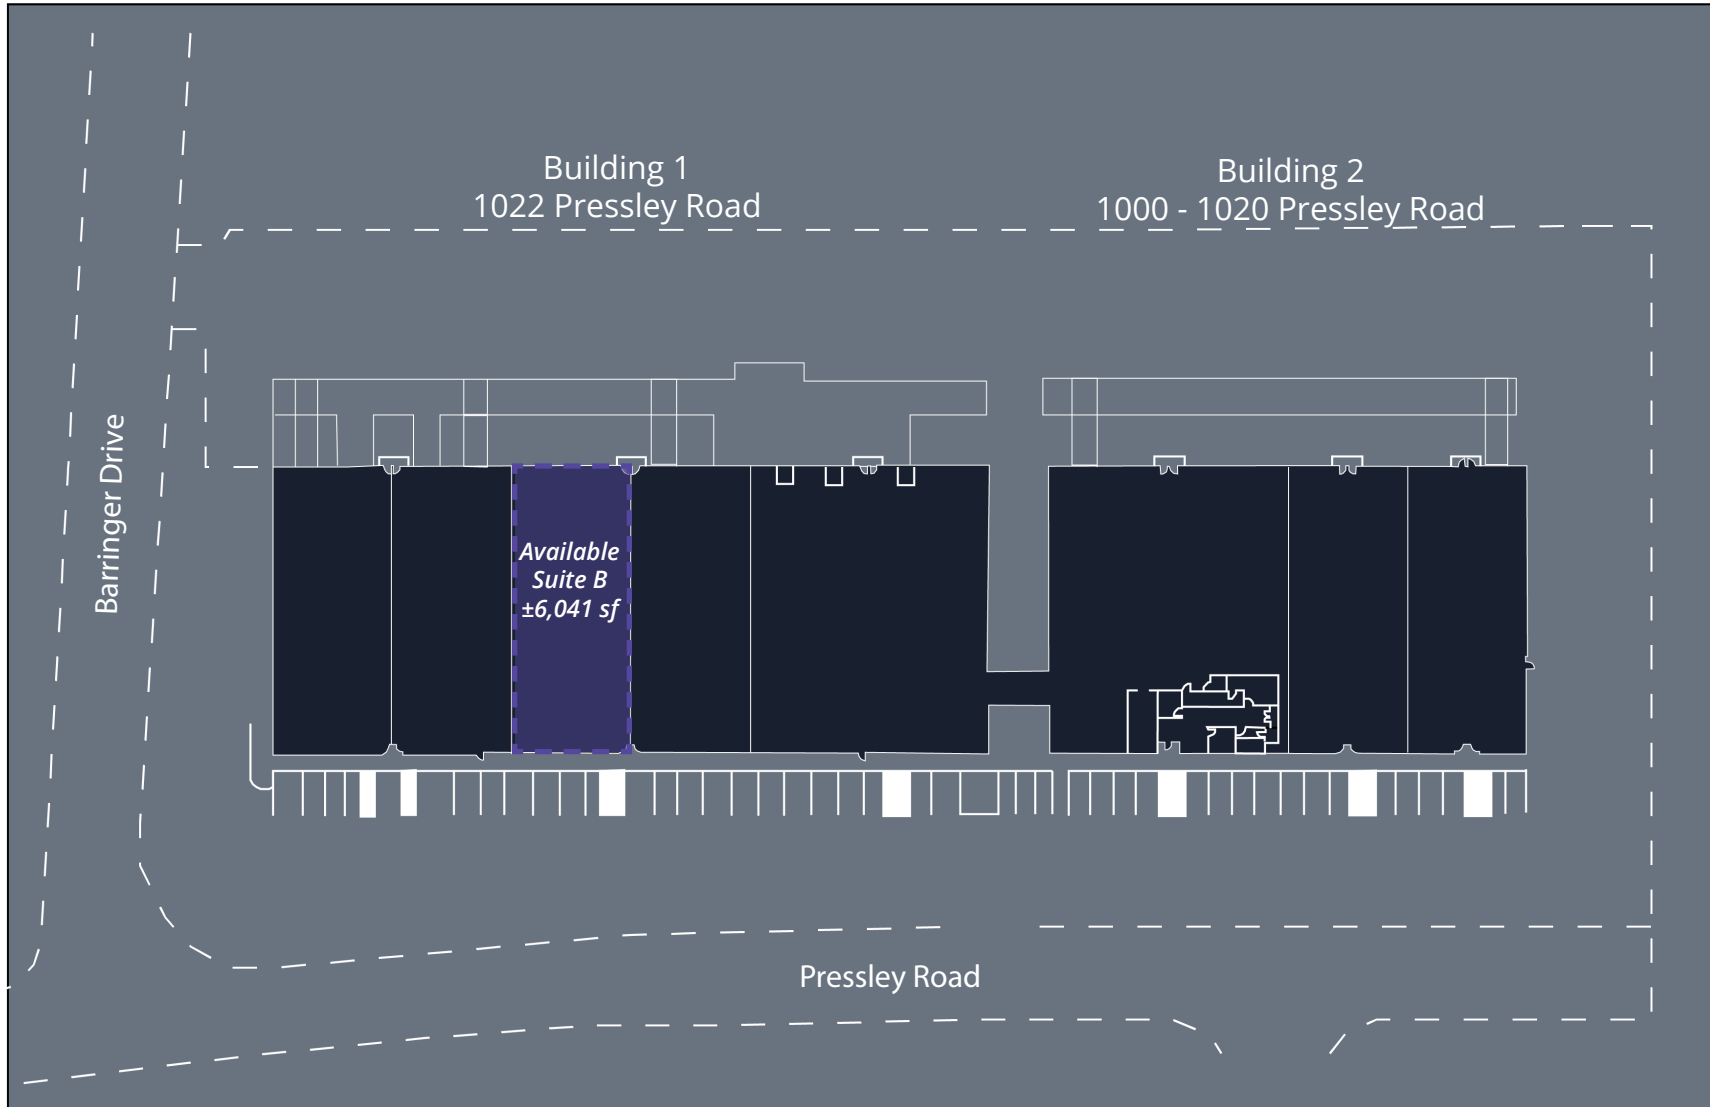 Building 1
1022 Pressley Road
Building 2
1000 - 1020 Pressley Road
Barringer Drive
Available
Suite B
±6,041 sf
Pressley Road